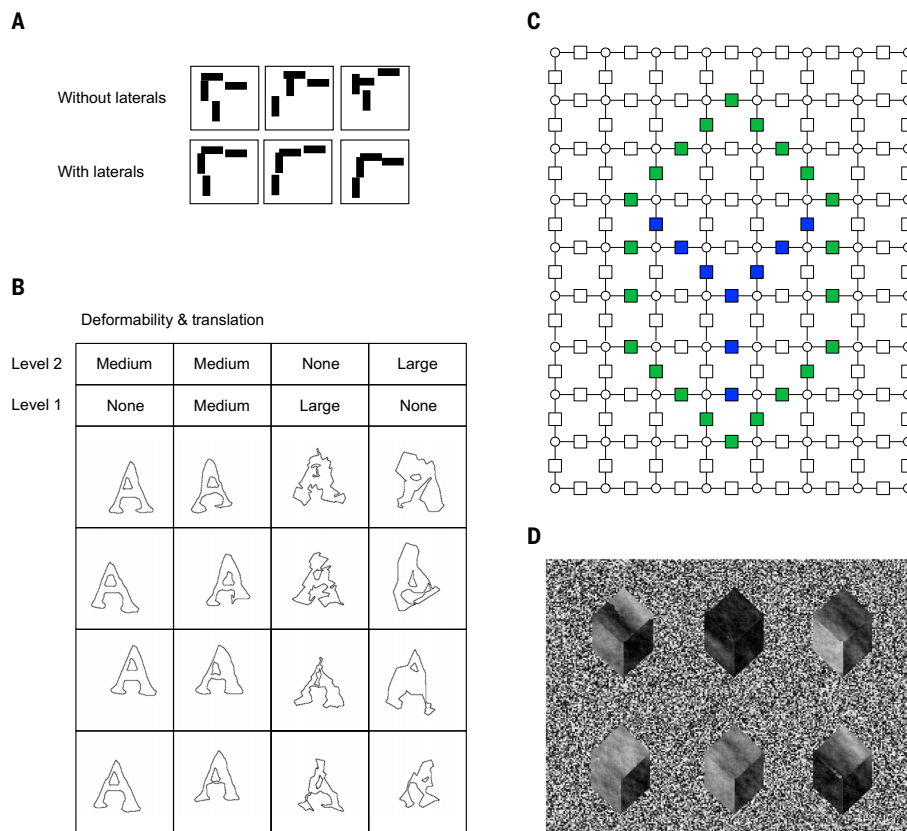 A
Without laterals
With laterals
B
Deformability & translation
Level 2 Medium Medium None Large
Level 1 None Medium Large None
C
D